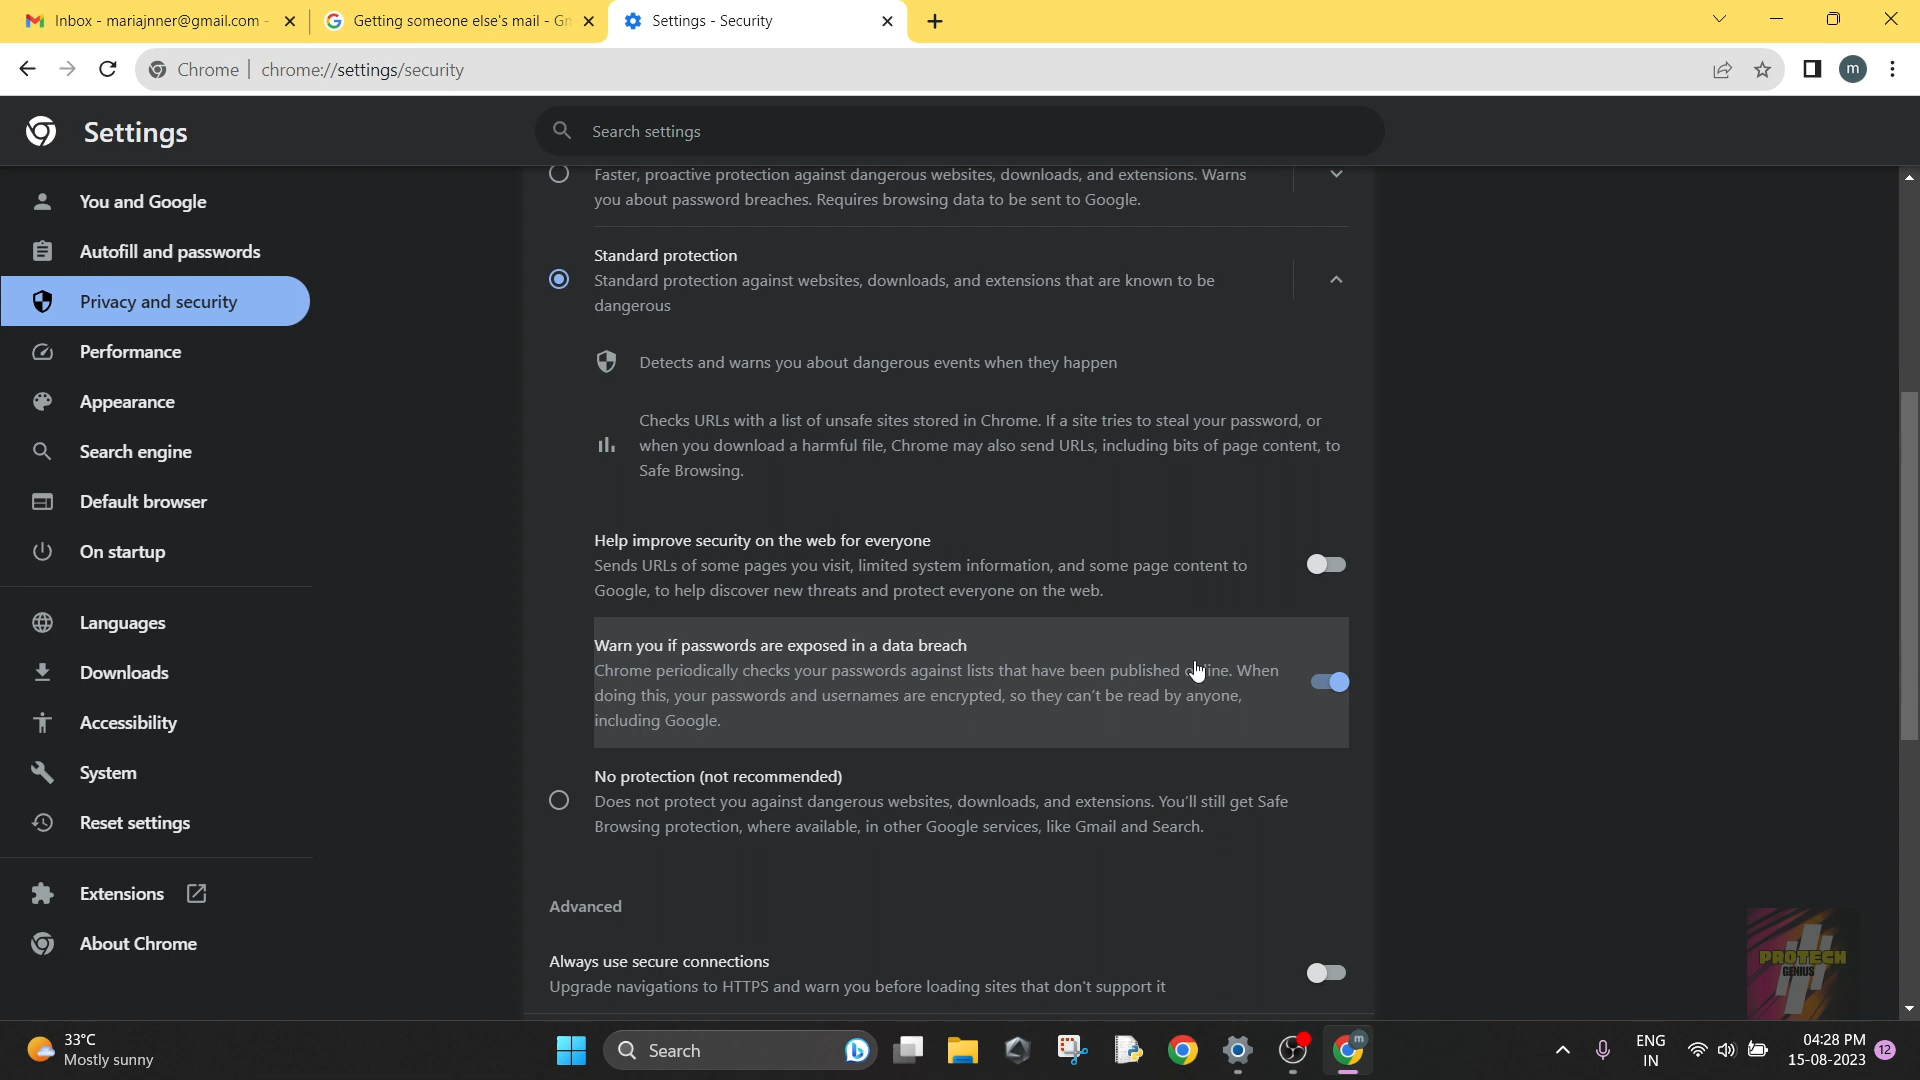 Inbox - mariajnner@gmail.com -
Getting someone else's mail - Gm
Settings - Security
Chrome
chrome://settings/security
m
Settings
Search settings
You and Google
Autofill and passwords
Privacy and security
Performance
Appearance
Search engine
Default browser
On startup
Languages
Downloads
Accessibility
System
Reset settings
Extensions
About Chrome
Faster, proactive protection against dangerous websites, downloads, and extensions. Warns
you about password breaches. Requires browsing data to be sent to Google.
Standard protection
Standard protection against websites, downloads, and extensions that are known to be
dangerous
Detects and warns you about dangerous events when they happen
Checks URLs with a list of unsafe sites stored in Chrome. If a site tries to steal your password, or
when you download a harmful file, Chrome may also send URLs, including bits of page content, to
Safe Browsing.
Help improve security on the web for everyone
Sends URLs of some pages you visit, limited system information, and some page content to
Google, to help discover new threats and protect everyone on the web.
Warn you if passwords are exposed in a data breach
Chrome periodically checks your passwords against lists that have been published online. When
doing this, your passwords and usernames are encrypted, so they can't be read by anyone,
including Google.
No protection (not recommended)
Does not protect you against dangerous websites, downloads, and extensions. You'll still get Safe
Browsing protection, where available, in other Google services, like Gmail and Search.
Advanced
Always use secure connections
Upgrade navigations to HTTPS and warn you before loading sites that don't support it
PROTECH
GENIUS
33°C
Mostly sunny
Search
m
ENG
IN
04:28 PM
15-08-2023
12